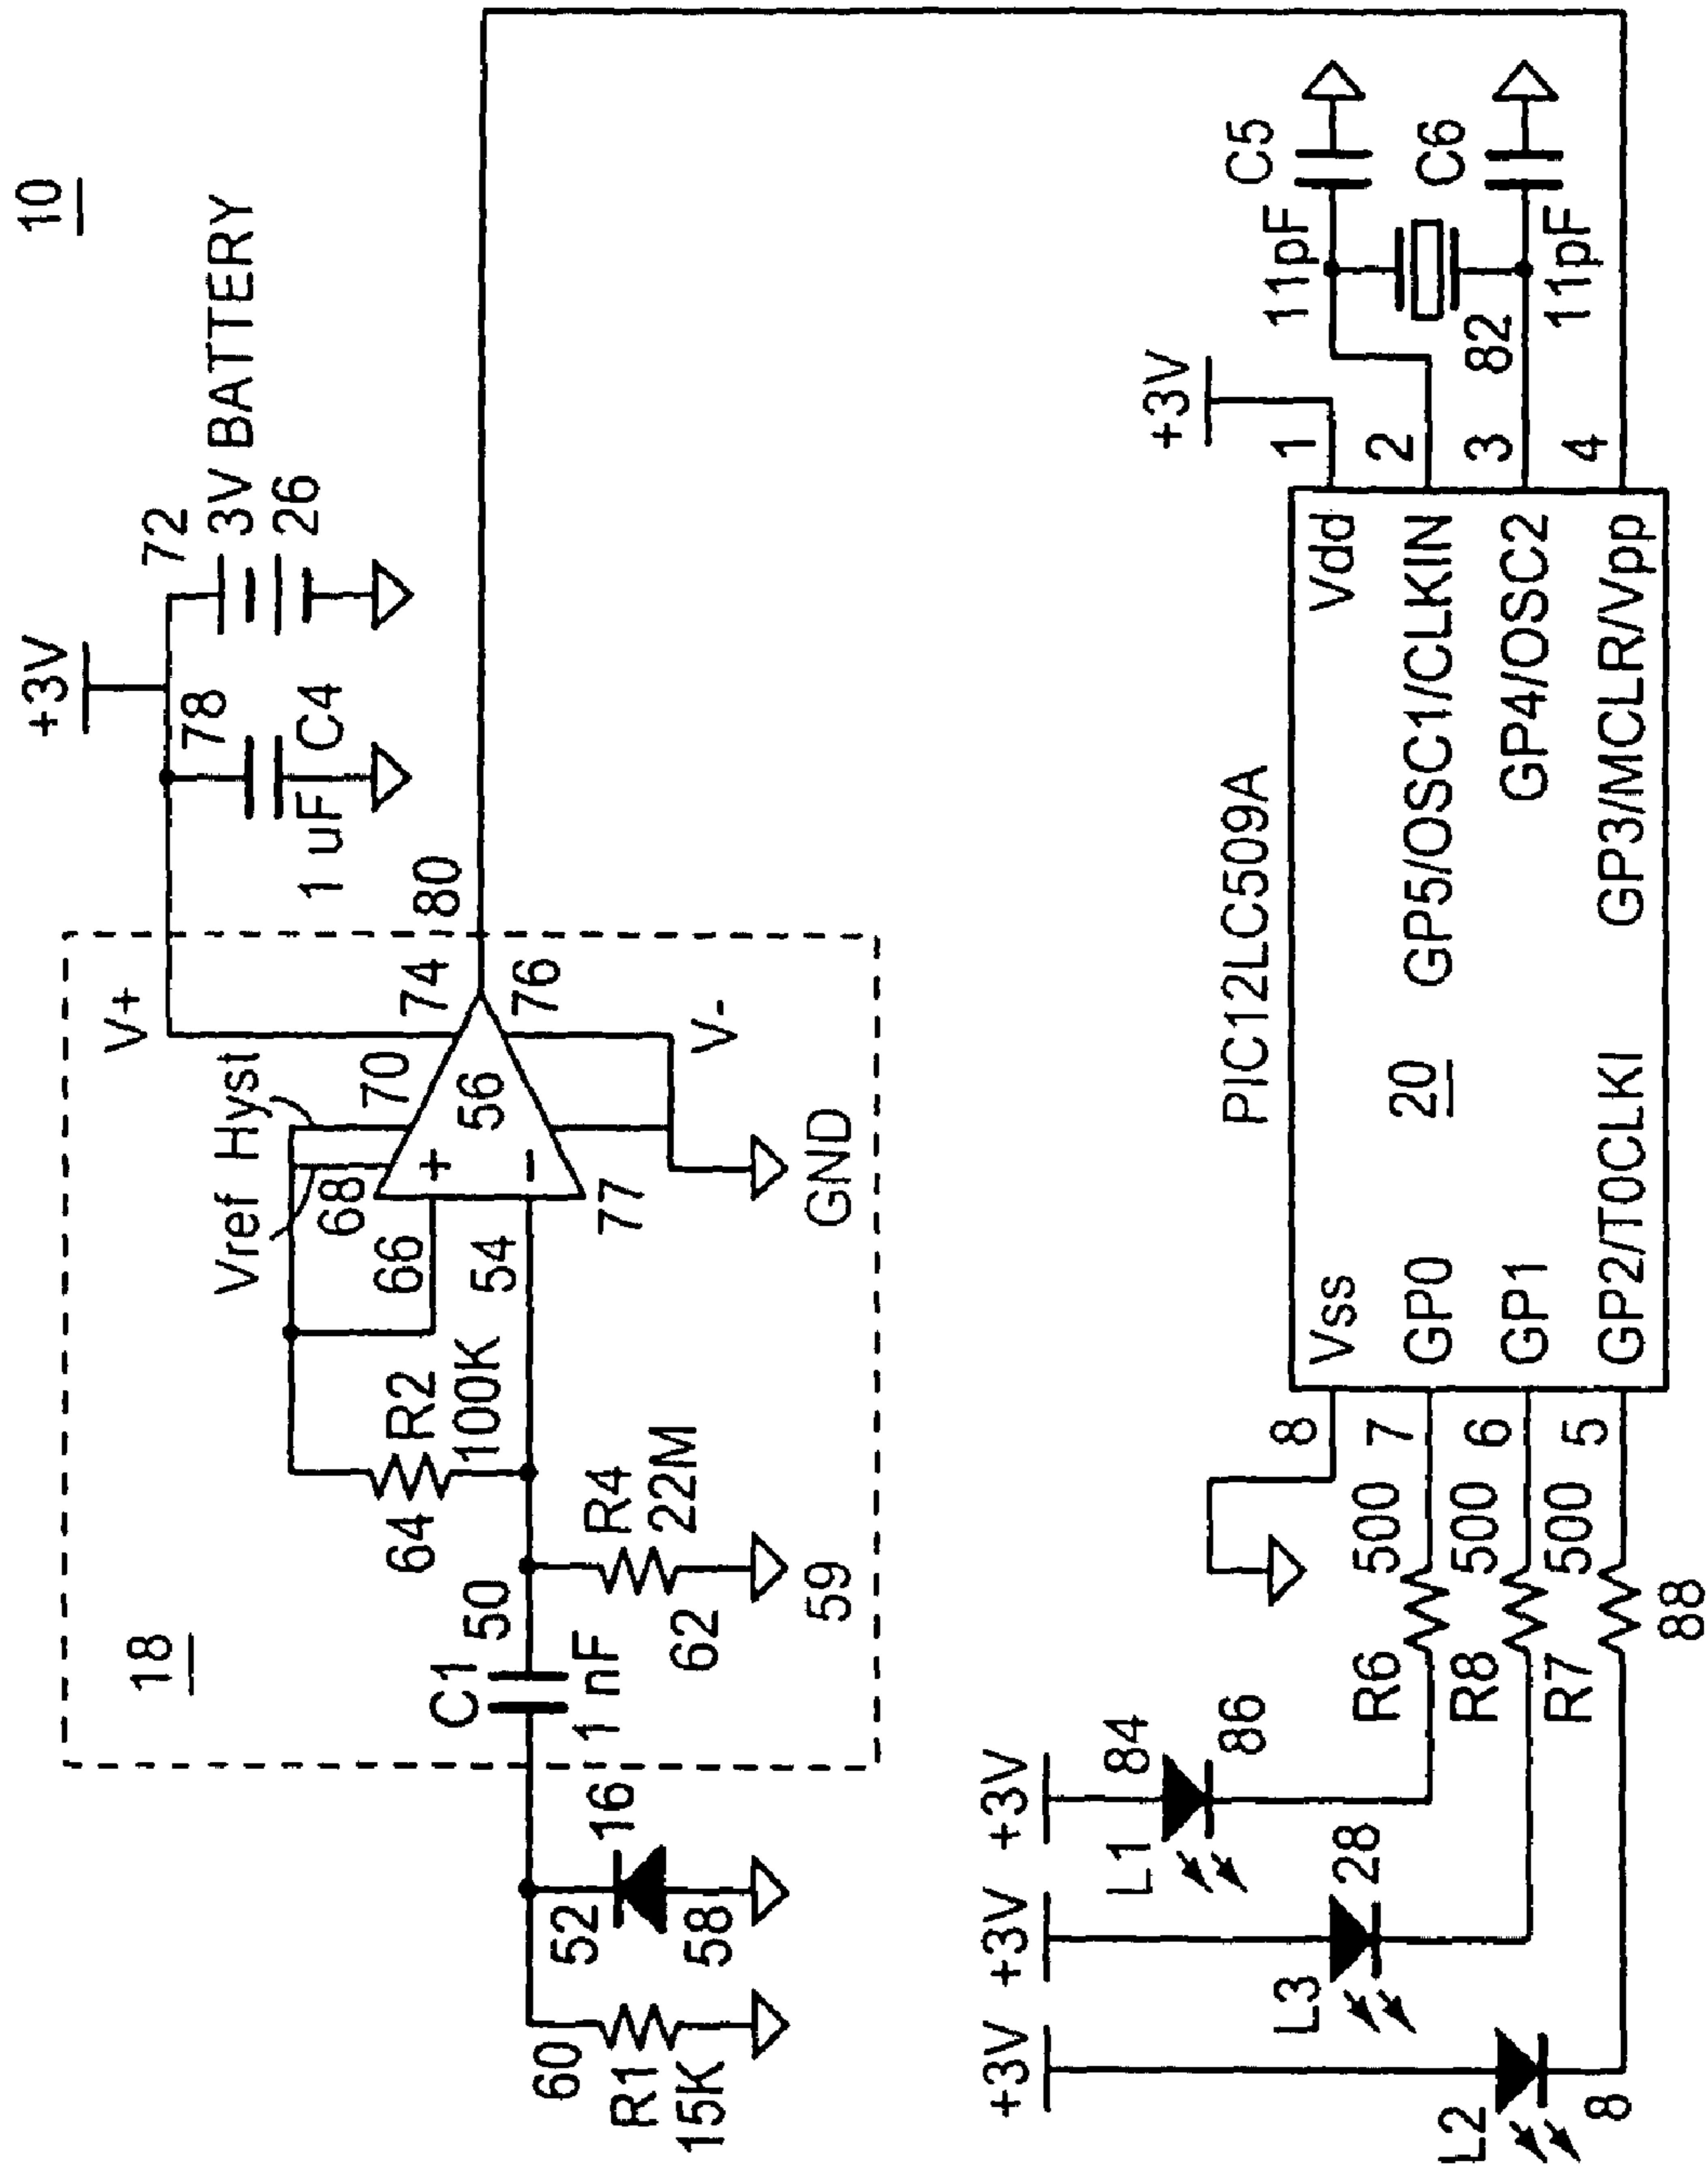 10
+3V
72
3V BATTERY
26
78
1 uF C4
18
V+
Vref Hyst
70
74
80
68
66
+
56
−
54
76
V-
77
GND
64
R2
100K
C1
50
1 nF
R4
22M
62
59
52
16
58
60
R1
15K
PIC12LC509A
20
Vss
GP0
GP1
GP2/T0CLKI
Vdd
GP5/OSC1/CLKIN
GP4/OSC2
GP3/MCLR/Vpp
+3V
1
2
3
4
C5
11pF
82
C6
11pF
8
7
6
5
R6
500
R8
500
R7
500
88
+3V
L1
84
86
+3V
L3
28
+3V
L2
8